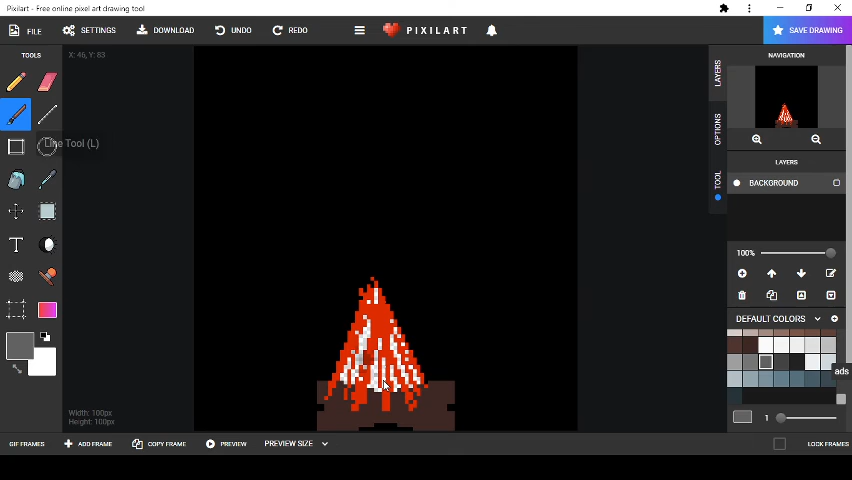 Pixilart - Free online pixel art drawing tool
FILE SETTINGS DOWNLOAD UNDO REDO PIXILART SAVE DRAWING
TOOLS
X: 46, Y: 83
Line Tool (L)
Width: 100px
Height: 100px
LAYERS
OPTIONS
TOOL
NAVIGATION
LAYERS
BACKGROUND
100%
DEFAULT COLORS
ads
1
GIF FRAMES ADD FRAME COPY FRAME PREVIEW PREVIEW SIZE LOCK FRAMES